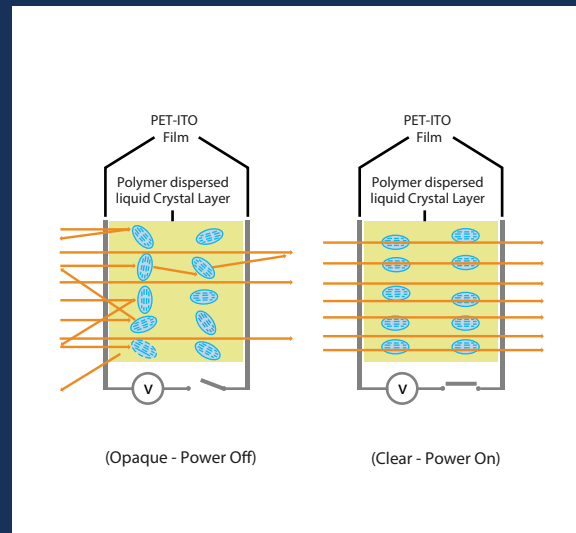 PET-ITO
Film
Polymer dispersed
liquid Crystal Layer
V
(Opaque - Power Off)
PET-ITO
Film
Polymer dispersed
liquid Crystal Layer
V
(Clear - Power On)